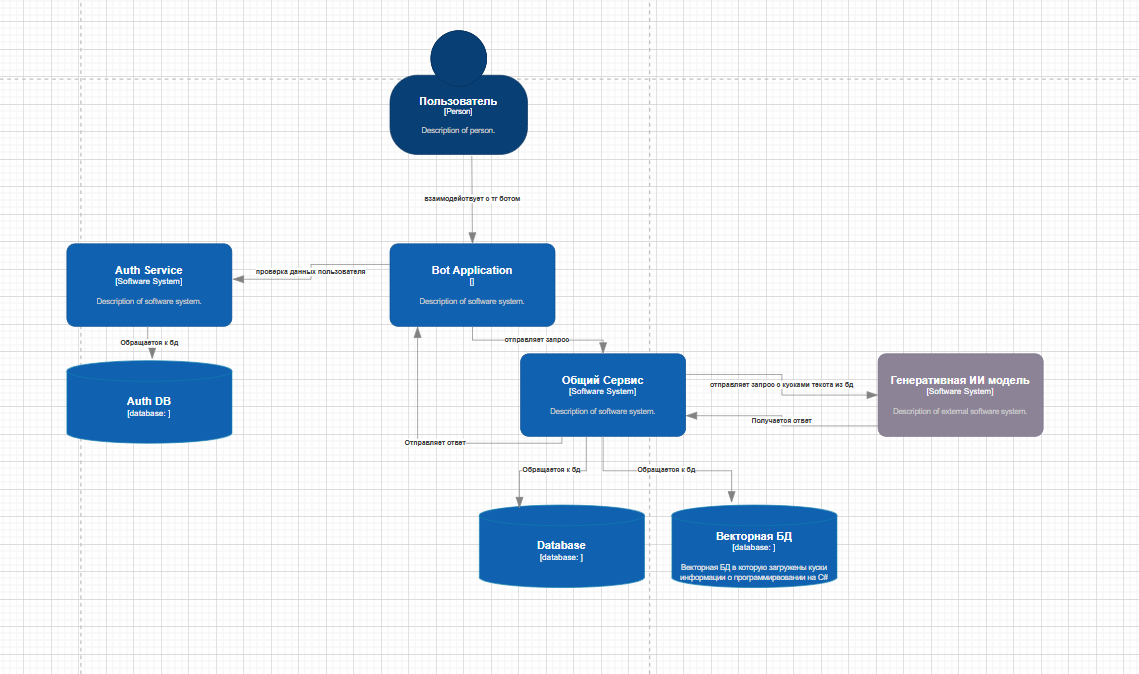 Пользователь
[Person]
Description of person.
взаимодействует с тг ботом
Auth Service
[Software System]
Description of software system.
проверка данных пользователя
Bot Application
[]
Description of software system.
Обращается к бд
отправляет запрос
Auth DB
[database: ]
Общий Сервис
[Software System]
Description of software system.
отправляет запрос с кусками текста из бд
Генеративная ИИ модель
[Software System]
Description of external software system.
Получается ответ
Отправляет ответ
Обращается к бд
Обращается к бд
Database
[database: ]
Векторная БД
[database: ]
Векторная БД в которую загружены куски
информации о программирвовании на C#